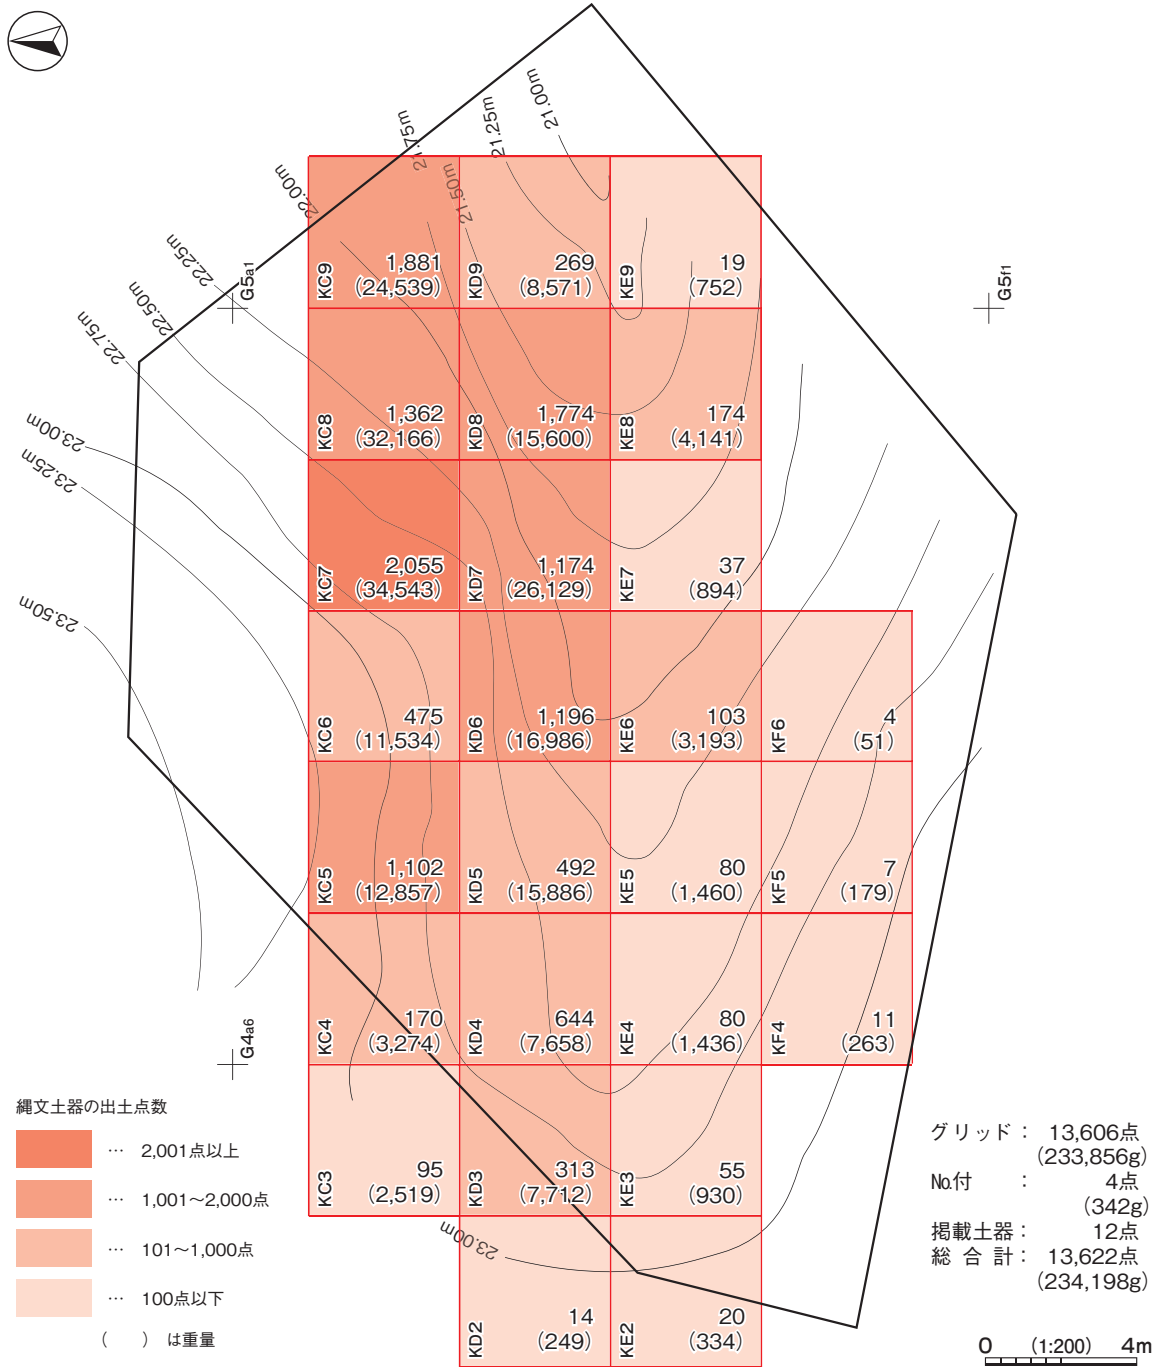 21.00m
21.25m
21.75m
21.50m
22.00m
22.25m
22.50m
22.75m
23.00m
23.25m
23.50m
G5a1
G5f1
KC9
1,881
(24,539)
KD9
269
(8,571)
KE9
19
(752)
KC8
1,362
(32,166)
KD8
1,774
(15,600)
KE8
174
(4,141)
KC7
2,055
(34,543)
KD7
1,174
(26,129)
KE7
37
(894)
KC6
475
(11,534)
KD6
1,196
(16,986)
KE6
103
(3,193)
KF6
4
(51)
KC5
1,102
(12,857)
KD5
492
(15,886)
KE5
80
(1,460)
KF5
7
(179)
G4a6
KC4
170
(3,274)
KD4
644
(7,658)
KE4
80
(1,436)
KF4
11
(263)
KC3
95
(2,519)
KD3
313
(7,712)
KE3
55
(930)
23.00m
KD2
14
(249)
KE2
20
(334)
縄文土器の出土点数
… 2,001点以上
… 1,001～2,000点
… 101～1,000点
… 100点以下
（　）は重量
グリッド： 13,606点
(233,856g)
№付 ： 4点
(342g)
掲載土器： 12点
総合計： 13,622点
(234,198g)
0 (1:200) 4m